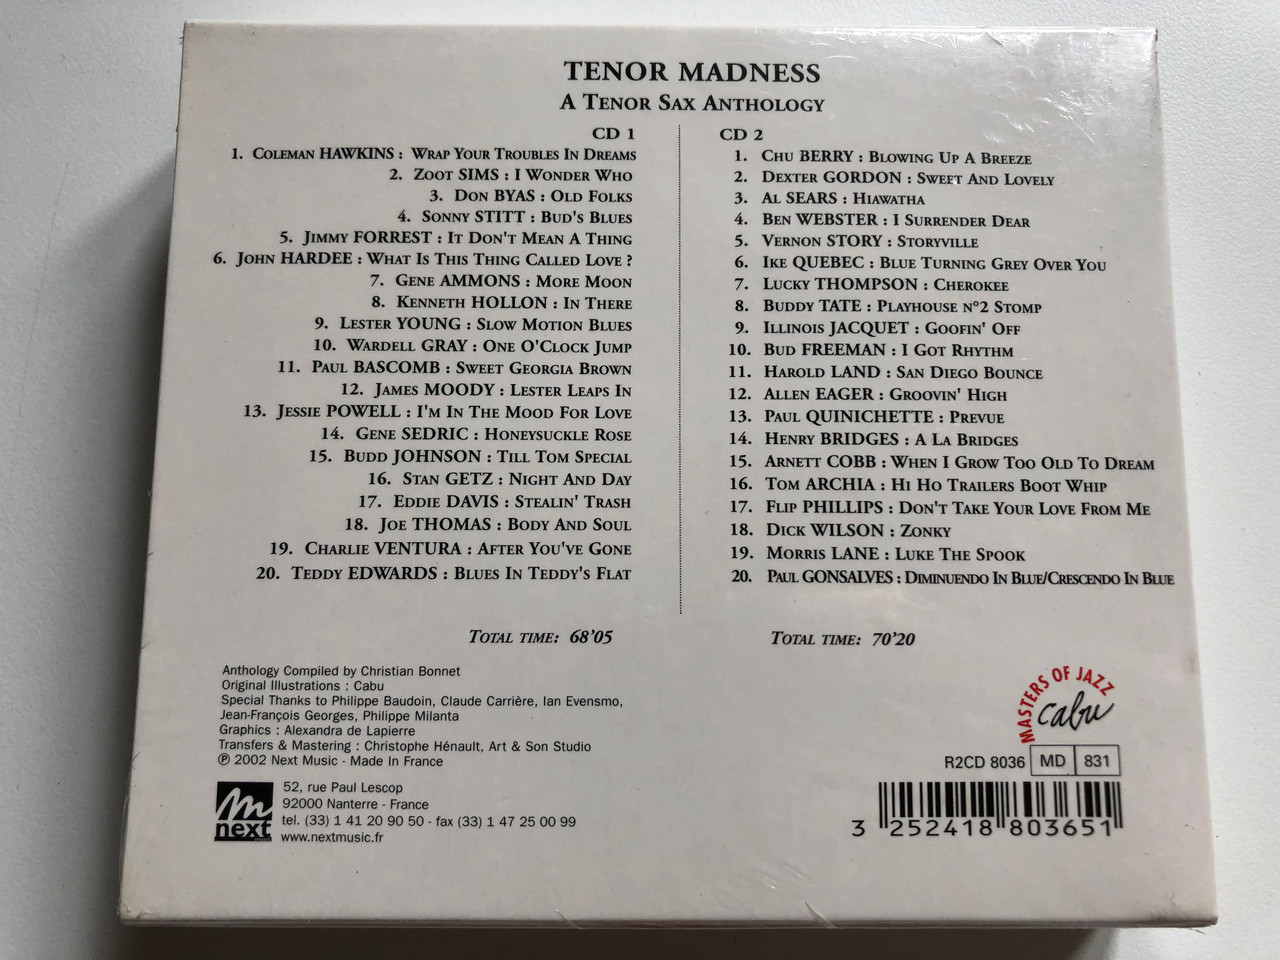 TENOR MADNESS
A TENOR SAX ANTHOLOGY
CD 1
1. COLEMAN HAWKINS : WRAP YOUR TROUBLES IN DREAMS
2. ZOOT SIMS : I WONDER WHO
3. DON BYAS : OLD FOLKS
4. SONNY STITT : BUD'S BLUES
5. JIMMY FORREST : IT DON'T MEAN A THING
6. JOHN HARDEE : WHAT IS THIS THING CALLED LOVE ?
7. GENE AMMONS : MORE MOON
8. KENNETH HOLLON : IN THERE
9. LESTER YOUNG : SLOW MOTION BLUES
10. WARDELL GRAY : ONE O'CLOCK JUMP
11. PAUL BASCOMB : SWEET GEORGIA BROWN
12. JAMES MOODY : LESTER LEAPS IN
13. JESSIE POWELL : I'M IN THE MOOD FOR LOVE
14. GENE SEDRIC : HONEYSUCKLE ROSE
15. BUDD JOHNSON : TILL TOM SPECIAL
16. STAN GETZ : NIGHT AND DAY
17. EDDIE DAVIS : STEALIN' TRASH
18. JOE THOMAS : BODY AND SOUL
19. CHARLIE VENTURA : AFTER YOU'VE GONE
20. TEDDY EDWARDS : BLUES IN TEDDY'S FLAT
TOTAL TIME: 68'05
CD 2
1. CHU BERRY : BLOWING UP A BREEZE
2. DEXTER GORDON : SWEET AND LOVELY
3. AL SEARS : HIAWATHA
4. BEN WEBSTER : I SURRENDER DEAR
5. VERNON STORY : STORYVILLE
6. IKE QUEBEC : BLUE TURNING GREY OVER YOU
7. LUCKY THOMPSON : CHEROKEE
8. BUDDY TATE : PLAYHOUSE N°2 STOMP
9. ILLINOIS JACQUET : GOOFIN' OFF
10. BUD FREEMAN : I GOT RHYTHM
11. HAROLD LAND : SAN DIEGO BOUNCE
12. ALLEN EAGER : GROOVIN' HIGH
13. PAUL QUINICHETTE : PREVUE
14. HENRY BRIDGES : A LA BRIDGES
15. ARNETT COBB : WHEN I GROW TOO OLD TO DREAM
16. TOM ARCHIA : HI HO TRAILERS BOOT WHIP
17. FLIP PHILLIPS : DON'T TAKE YOUR LOVE FROM ME
18. DICK WILSON : ZONKY
19. MORRIS LANE : LUKE THE SPOOK
20. PAUL GONSALVES : DIMINUENDO IN BLUE/CRESCENDO IN BLUE
TOTAL TIME: 70'20
Anthology Compiled by Christian Bonnet
Original Illustrations : Cabu
Special Thanks to Philippe Baudoin, Claude Carrière, Ian Evensmo,
Jean-François Georges, Philippe Milanta
Graphics : Alexandra de Lapierre
Transfers & Mastering : Christophe Hénault, Art & Son Studio
℗ 2002 Next Music - Made In France
next
52, rue Paul Lescop
92000 Nanterre - France
tel. (33) 1 41 20 90 50 - fax (33) 1 47 25 00 99
www.nextmusic.fr
MASTERS OF JAZZ
cabu
R2CD 8036 MD 831
3 252418 803651